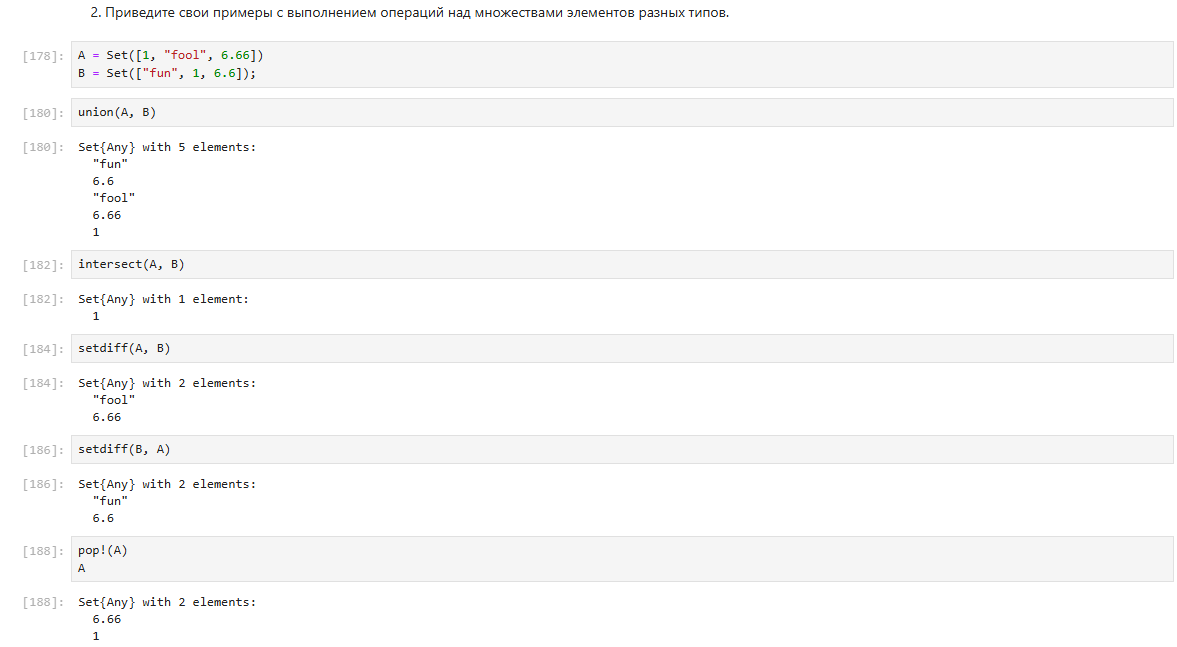 2. Приведите свои примеры с выполнением операций над множествами элементов разных типов.
[178]: A = Set([1, "fool", 6.66])
B = Set(["fun", 1, 6.6]);
[180]: union(A, B)
[180]: Set{Any} with 5 elements:
"fun"
6.6
"fool"
6.66
1
[182]: intersect(A, B)
[182]: Set{Any} with 1 element:
1
[184]: setdiff(A, B)
[184]: Set{Any} with 2 elements:
"fool"
6.66
[186]: setdiff(B, A)
[186]: Set{Any} with 2 elements:
"fun"
6.6
[188]: pop!(A)
A
[188]: Set{Any} with 2 elements:
6.66
1